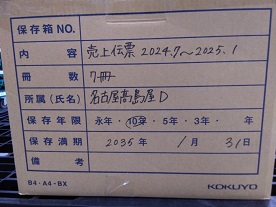 保存箱NO.
内容 売上伝票 2024.7〜2025.1
冊数 7冊
所属(氏名) 名古屋高島屋D
保存年限 永年・10年・5年・3年・ 年
保存満期 2035年 1月 31日
備考
B4・A4・BX KOKUYO